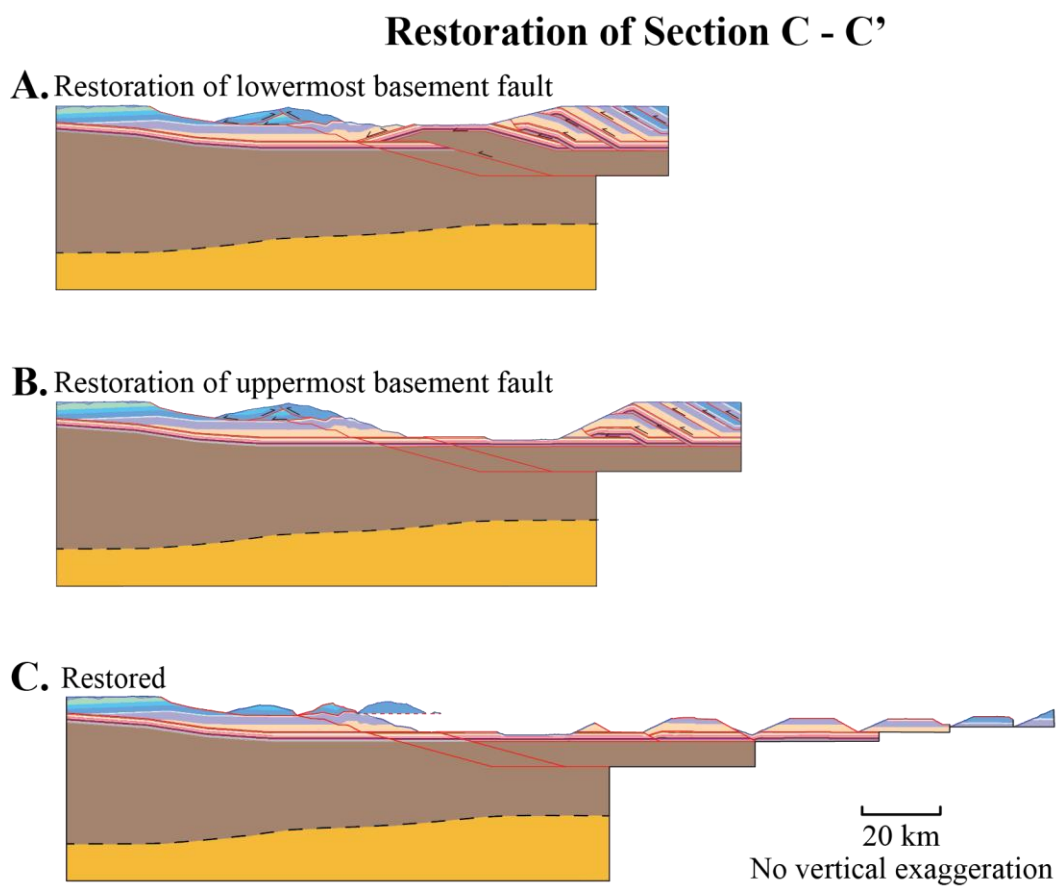 Restoration of Section C - C’
A. Restoration of lowermost basement fault
B. Restoration of uppermost basement fault
C. Restored
20 km
No vertical exaggeration